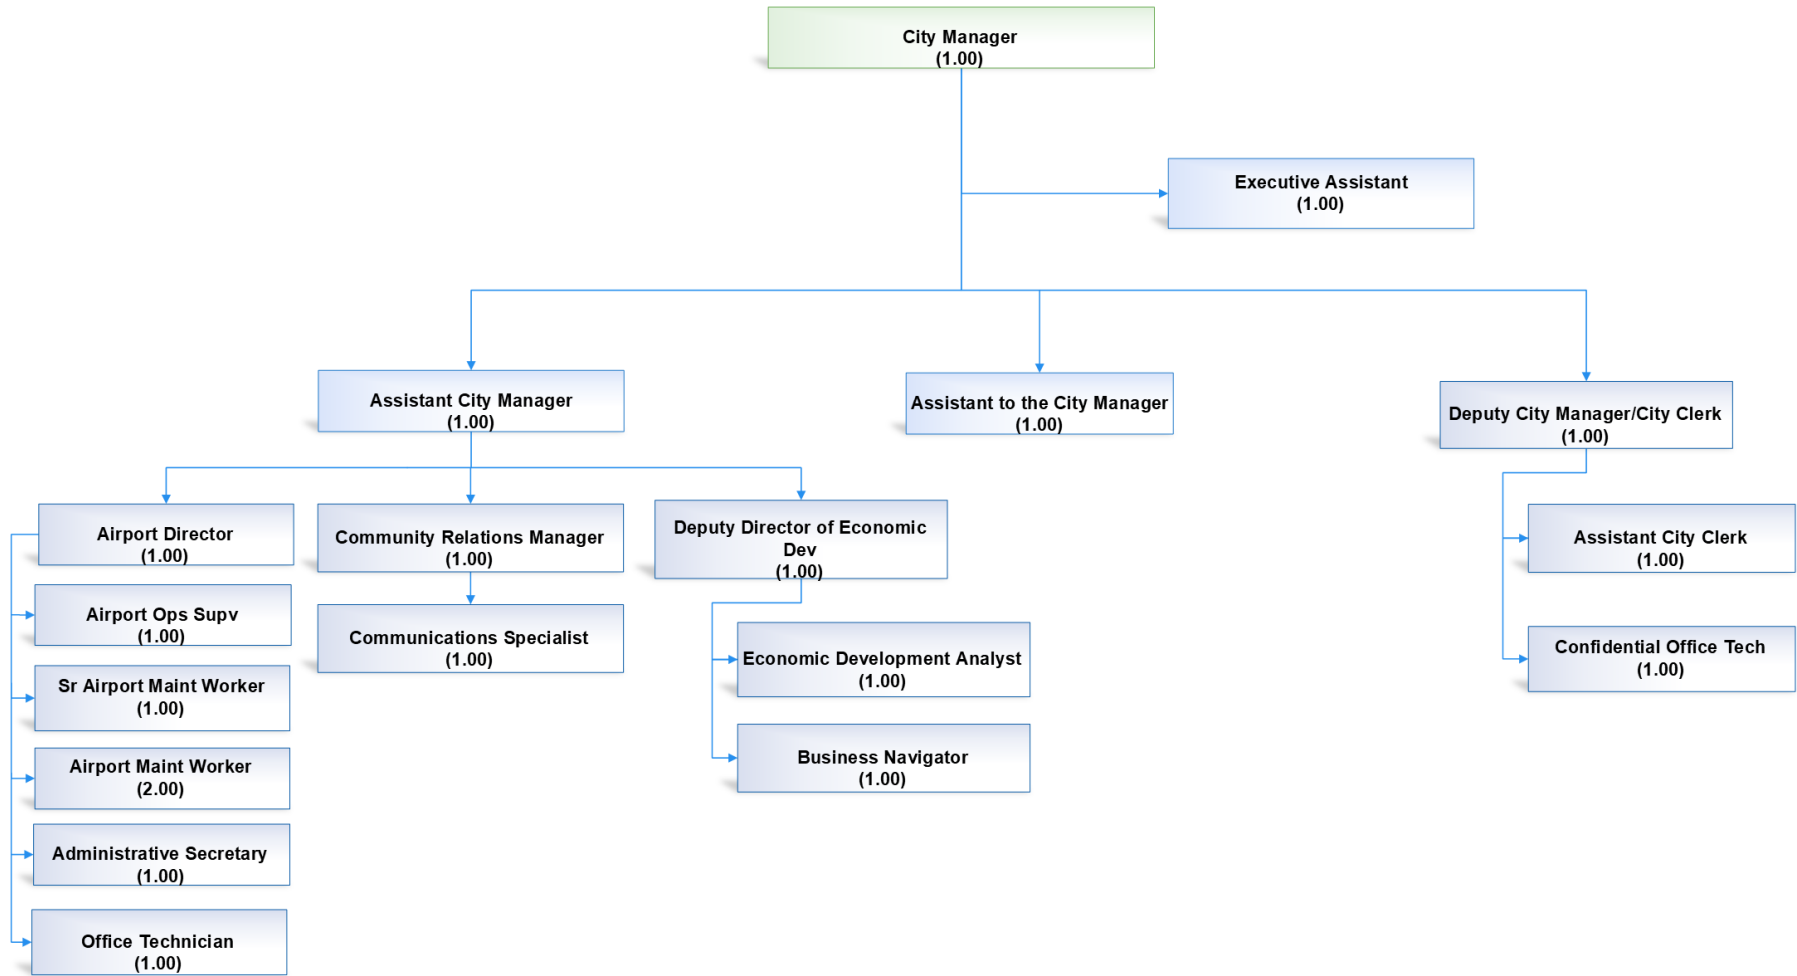 City Manager
(1.00)
Executive Assistant
(1.00)
Assistant City Manager
(1.00)
Assistant to the City Manager
(1.00)
Deputy City Manager/City Clerk
(1.00)
Airport Director
(1.00)
Community Relations Manager
(1.00)
Deputy Director of Economic
Dev
(1.00)
Assistant City Clerk
(1.00)
Airport Ops Supv
(1.00)
Communications Specialist
(1.00)
Economic Development Analyst
(1.00)
Confidential Office Tech
(1.00)
Sr Airport Maint Worker
(1.00)
Airport Maint Worker
(2.00)
Business Navigator
(1.00)
Administrative Secretary
(1.00)
Office Technician
(1.00)